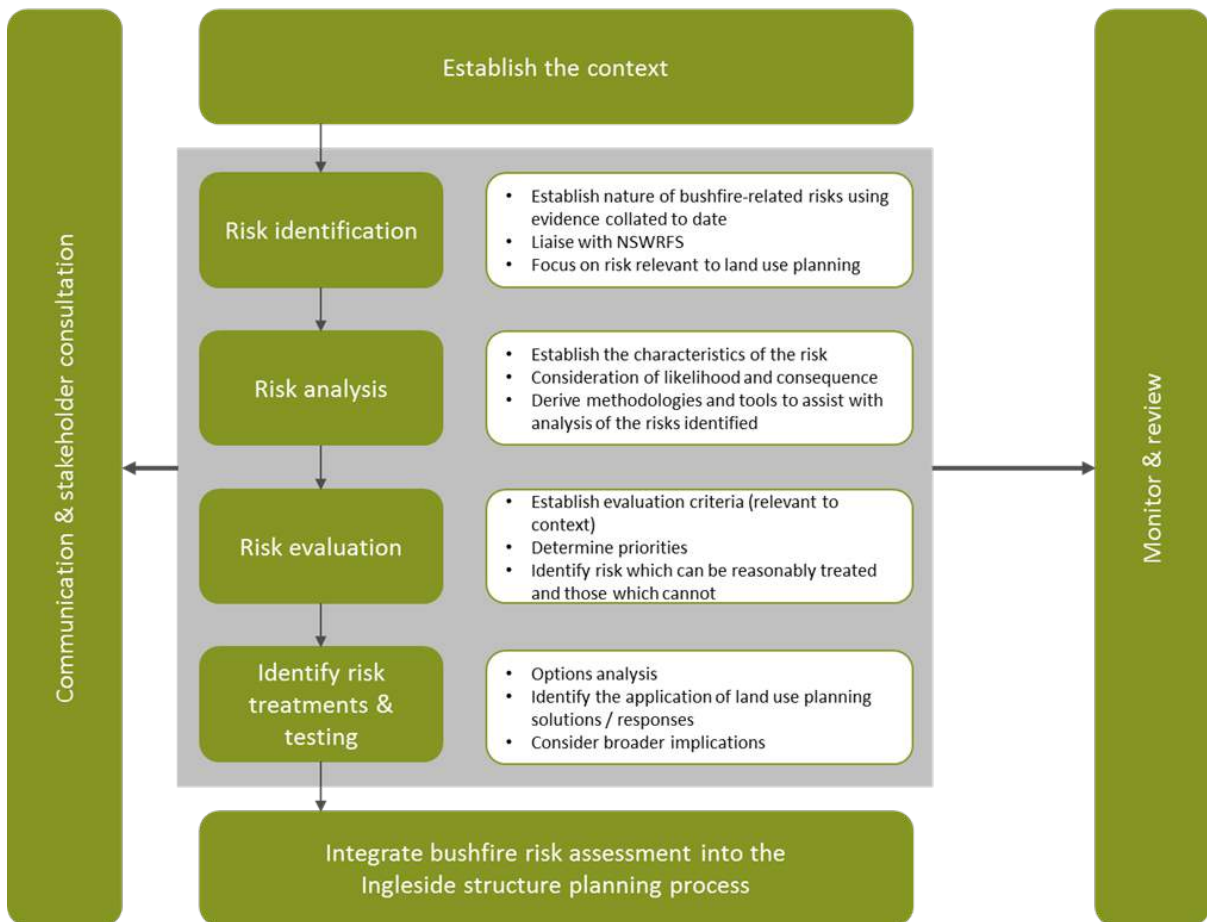 Communication & stakeholder consultation
Establish the context
Risk identification
• Establish nature of bushfire-related risks using
evidence collated to date
• Liaise with NSWRFS
• Focus on risk relevant to land use planning
Risk analysis
• Establish the characteristics of the risk
• Consideration of likelihood and consequence
• Derive methodologies and tools to assist with
analysis of the risks identified
Risk evaluation
• Establish evaluation criteria (relevant to
context)
• Determine priorities
• Identify risk which can be reasonably treated
and those which cannot
Identify risk
treatments &
testing
• Options analysis
• Identify the application of land use planning
solutions / responses
• Consider broader implications
Integrate bushfire risk assessment into the
Ingleside structure planning process
Monitor & review